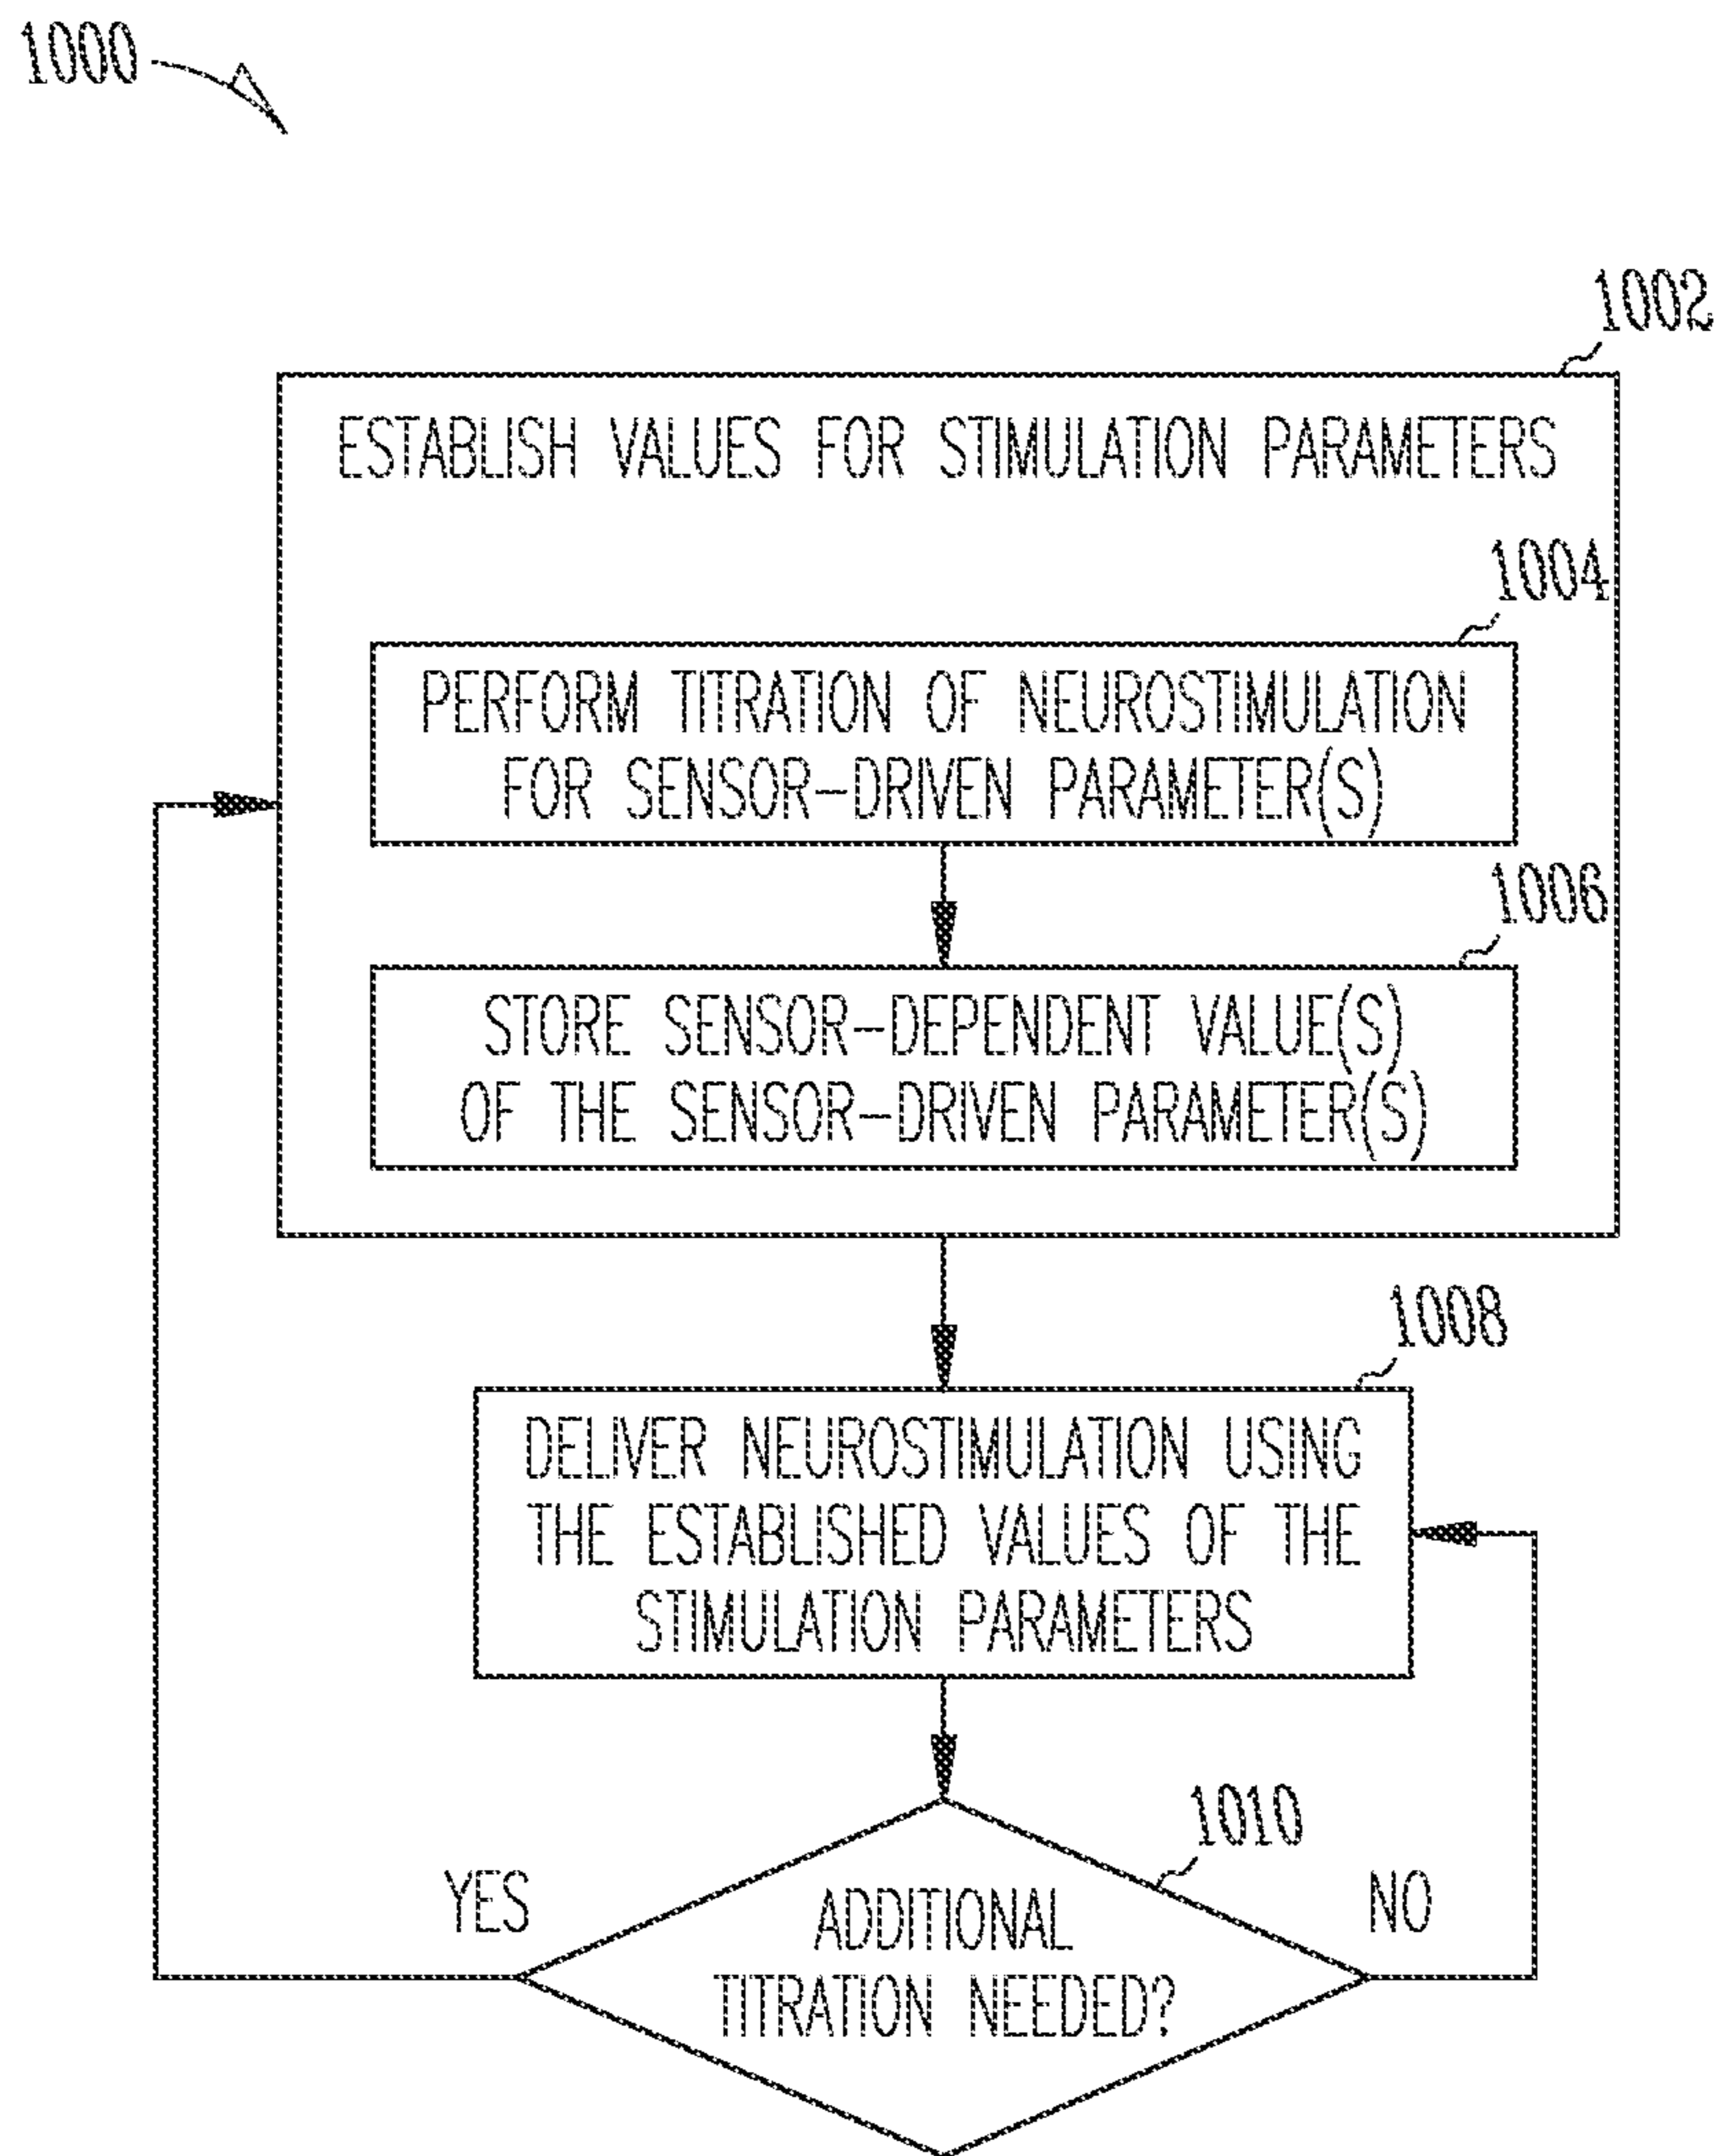 1000
1002
ESTABLISH VALUES FOR STIMULATION PARAMETERS
1004
PERFORM TITRATION OF NEUROSTIMULATION
FOR SENSOR-DRIVEN PARAMETER(S)
1006
STORE SENSOR-DEPENDENT VALUE(S)
OF THE SENSOR-DRIVEN PARAMETER(S)
1008
DELIVER NEUROSTIMULATION USING
THE ESTABLISHED VALUES OF THE
STIMULATION PARAMETERS
1010
YES
NO
ADDITIONAL
TITRATION NEEDED?